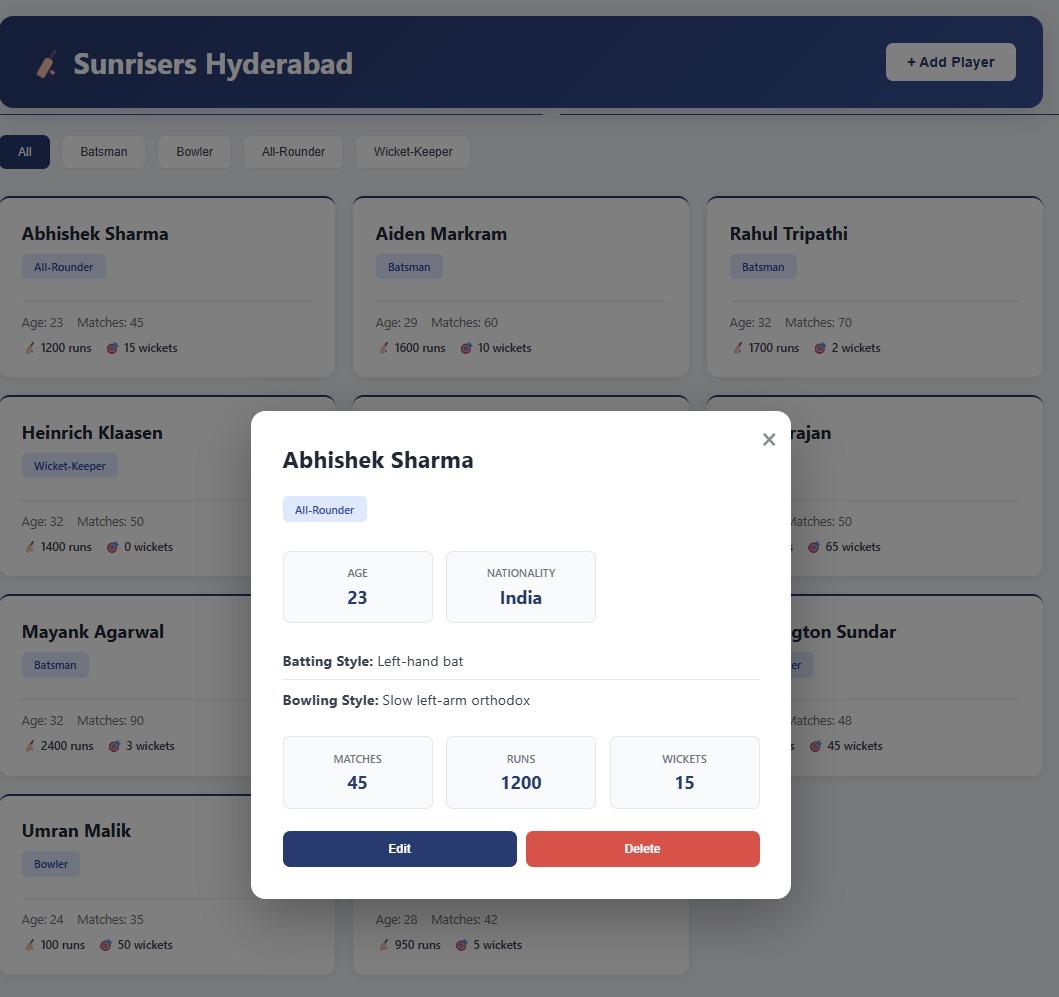 Sunrisers Hyderabad
+ Add Player
All Batsman Bowler All-Rounder Wicket-Keeper
Abhishek Sharma
All-Rounder
Age: 23 Matches: 45
1200 runs 15 wickets
Aiden Markram
Batsman
Age: 29 Matches: 60
1600 runs 10 wickets
Rahul Tripathi
Batsman
Age: 32 Matches: 70
1700 runs 2 wickets
Heinrich Klaasen
Wicket-Keeper
Age: 32 Matches: 50
1400 runs 0 wickets
rajan
Matches: 50
s 65 wickets
Mayank Agarwal
Batsman
Age: 32 Matches: 90
2400 runs 3 wickets
gton Sundar
er
Matches: 48
s 45 wickets
Umran Malik
Bowler
Age: 24 Matches: 35
100 runs 50 wickets
Age: 28 Matches: 42
950 runs 5 wickets
×
Abhishek Sharma
All-Rounder
AGE
23
NATIONALITY
India
Batting Style: Left-hand bat
Bowling Style: Slow left-arm orthodox
MATCHES
45
RUNS
1200
WICKETS
15
Edit
Delete